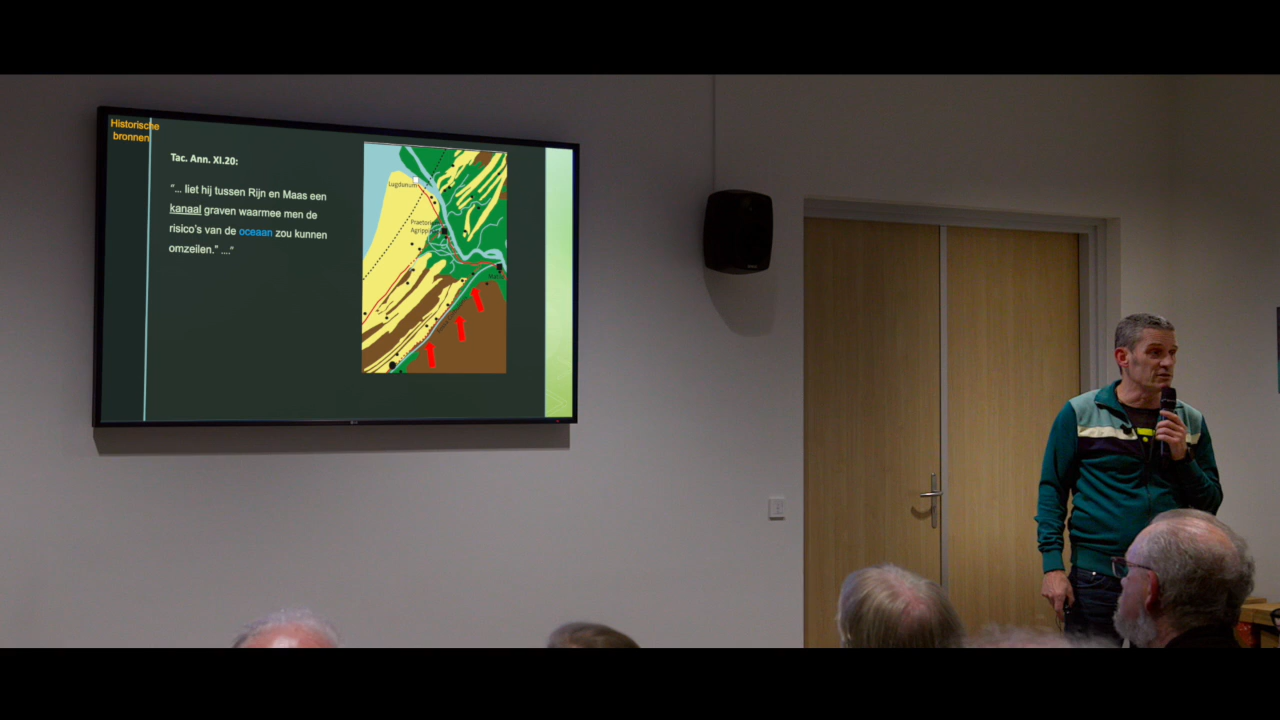 Historische
bronnen
Tac. Ann. XI.20:
“... liet hij tussen Rijn en Maas een
kanaal graven waarmee men de
risico’s van de oceaan zou kunnen
omzeilen.” ....“
Lugdunum
Praetorium
Agrippi